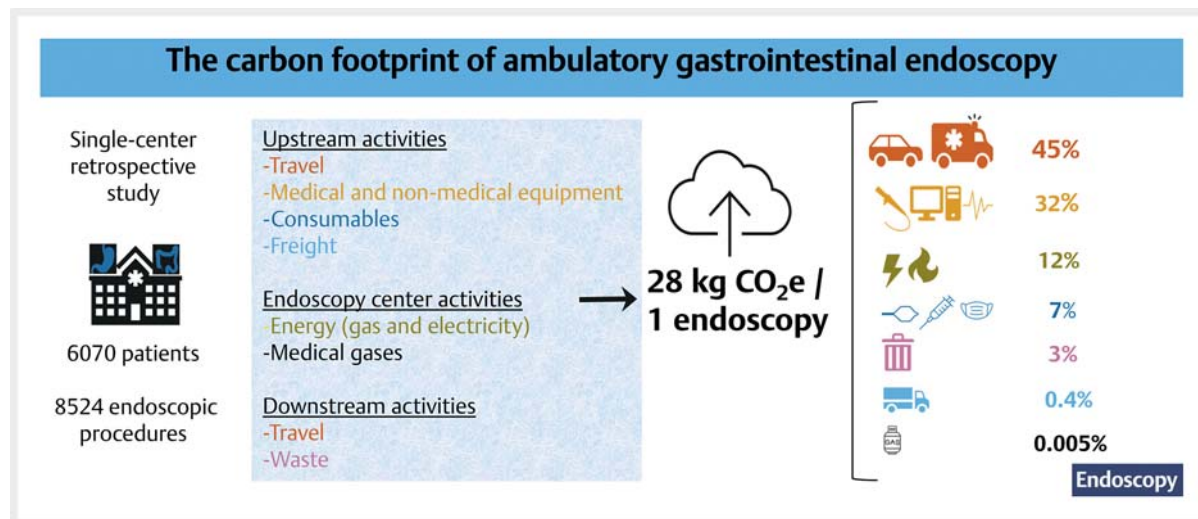 The carbon footprint of ambulatory gastrointestinal endoscopy
Single-center
retrospective
study
6070 patients
8524 endoscopic
procedures
Upstream activities
-Travel
-Medical and non-medical equipment
-Consumables
-Freight
Endoscopy center activities
-Energy (gas and electricity)
-Medical gases
Downstream activities
-Travel
-Waste
28 kg CO₂e /
1 endoscopy
45%
32%
12%
7%
3%
0.4%
GAS
0.005%
Endoscopy